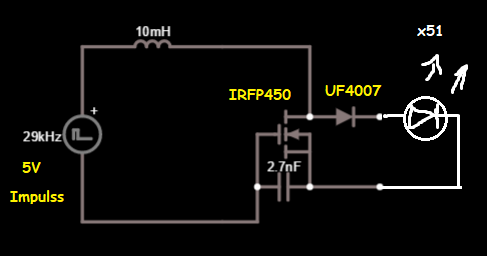 x51
10mH
IRFP450
UF4007
29kHz
+
5V
2.7nF
Impulss